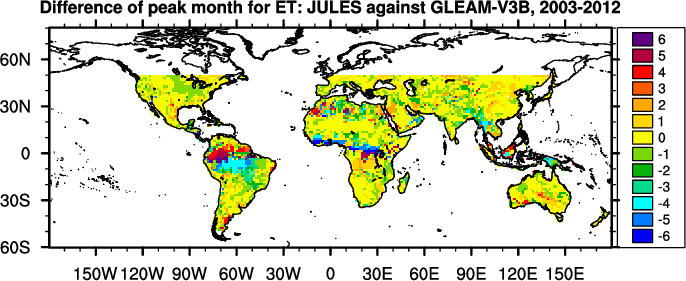 Difference of peak month for ET: JULES against GLEAM-V3B, 2003-2012
60N
30N
0
30S
60S
150W 120W 90W 60W 30W 0 30E 60E 90E 120E 150E
6
5
4
3
2
1
0
-1
-2
-3
-4
-5
-6